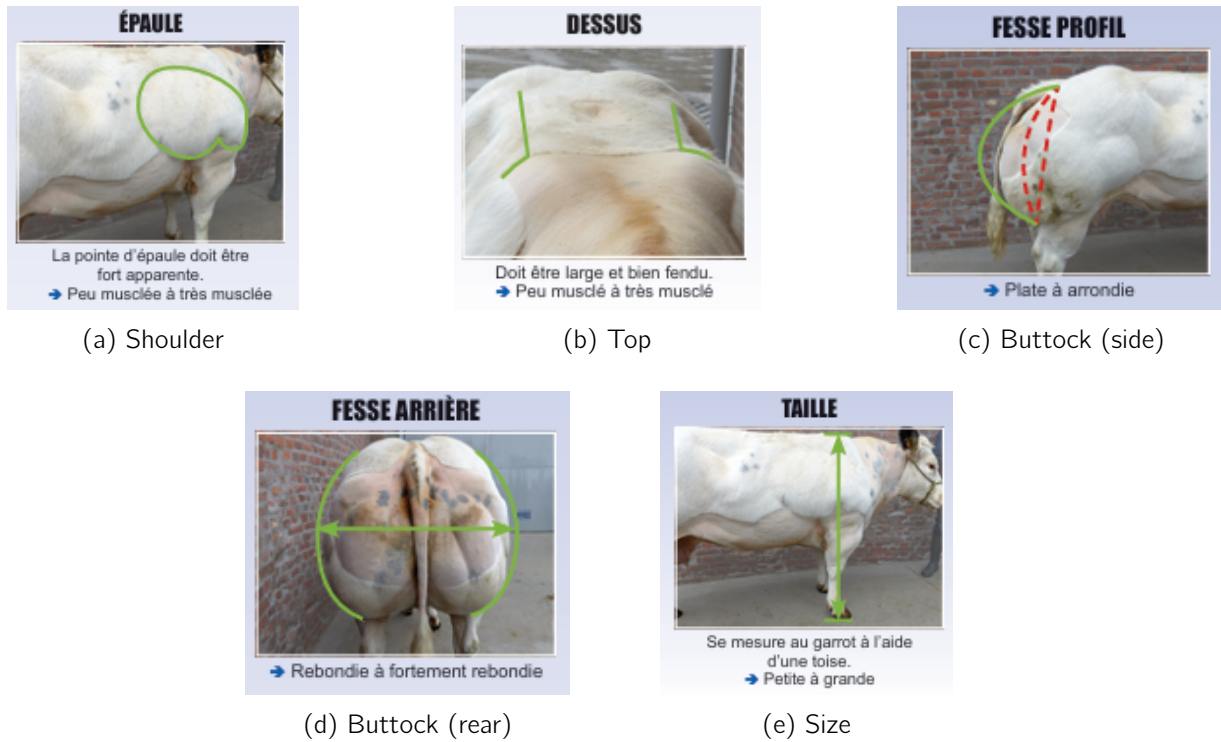 ÉPAULE
La pointe d'épaule doit être
fort apparente.
➔ Peu musclée à très musclée
(a) Shoulder
DESSUS
Doit être large et bien fendu.
➔ Peu musclé à très musclé
(b) Top
FESSE PROFIL
➔ Plate à arrondie
(c) Buttock (side)
FESSE ARRIÈRE
➔ Rebondie à fortement rebondie
(d) Buttock (rear)
TAILLE
Se mesure au garrot à l'aide
d'une toise.
➔ Petite à grande
(e) Size